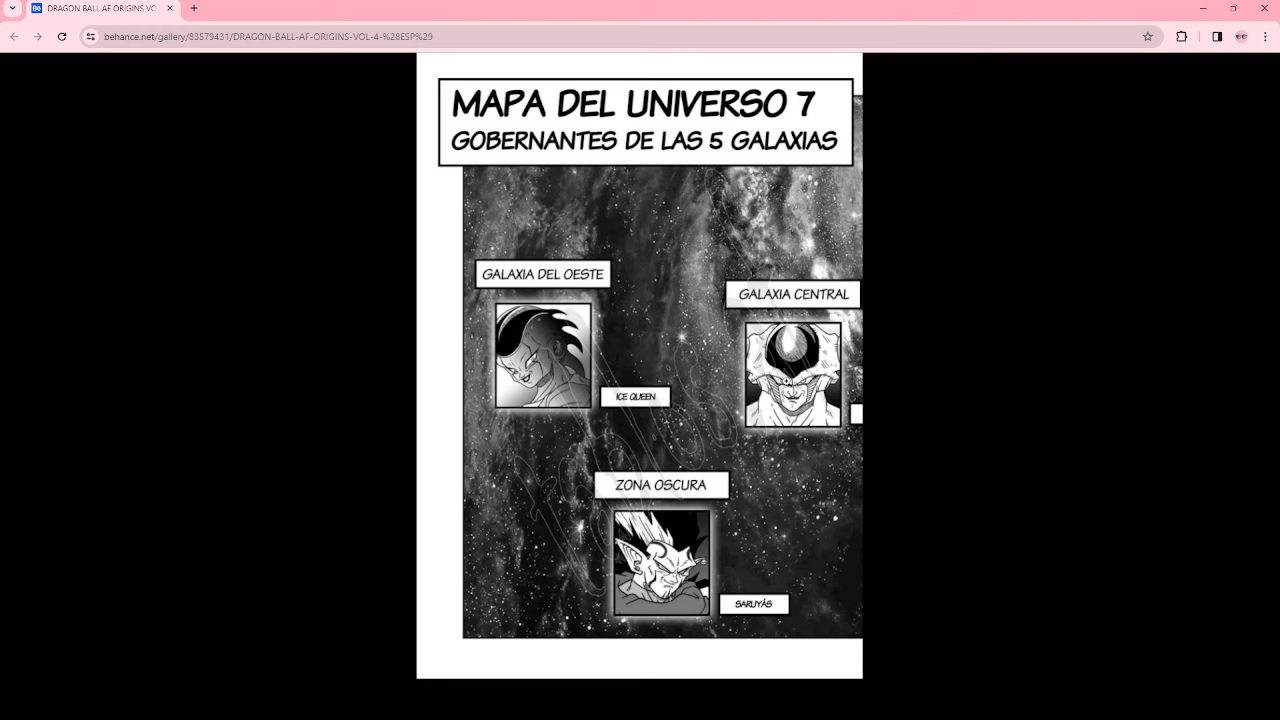 DRAGON BALL AF ORIGINS VO
behance.net/gallery/83579431/DRAGON-BALL-AF-ORIGINS-VOL-4-%28ESP%29
MAPA DEL UNIVERSO 7
GOBERNANTES DE LAS 5 GALAXIAS
GALAXIA DEL OESTE
GALAXIA CENTRAL
ICE QUEEN
ZONA OSCURA
SARUYÁS